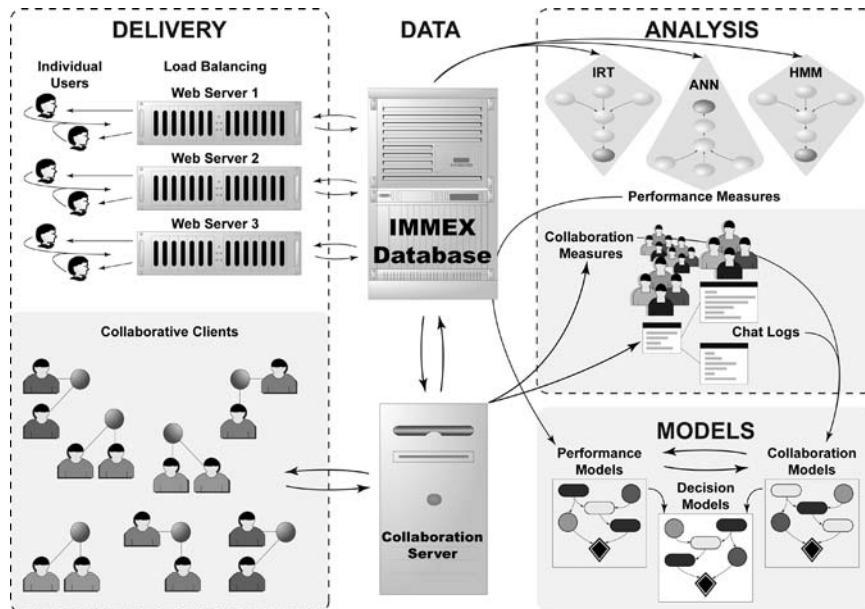 DELIVERY
Individual
Users
Load Balancing
Web Server 1
Web Server 2
Web Server 3
Collaborative Clients
DATA
IMMEX
Database
Collaboration
Server
ANALYSIS
IRT
ANN
HMM
Performance Measures
Collaboration
Measures
Chat Logs
MODELS
Performance
Models
Collaboration
Models
Decision
Models